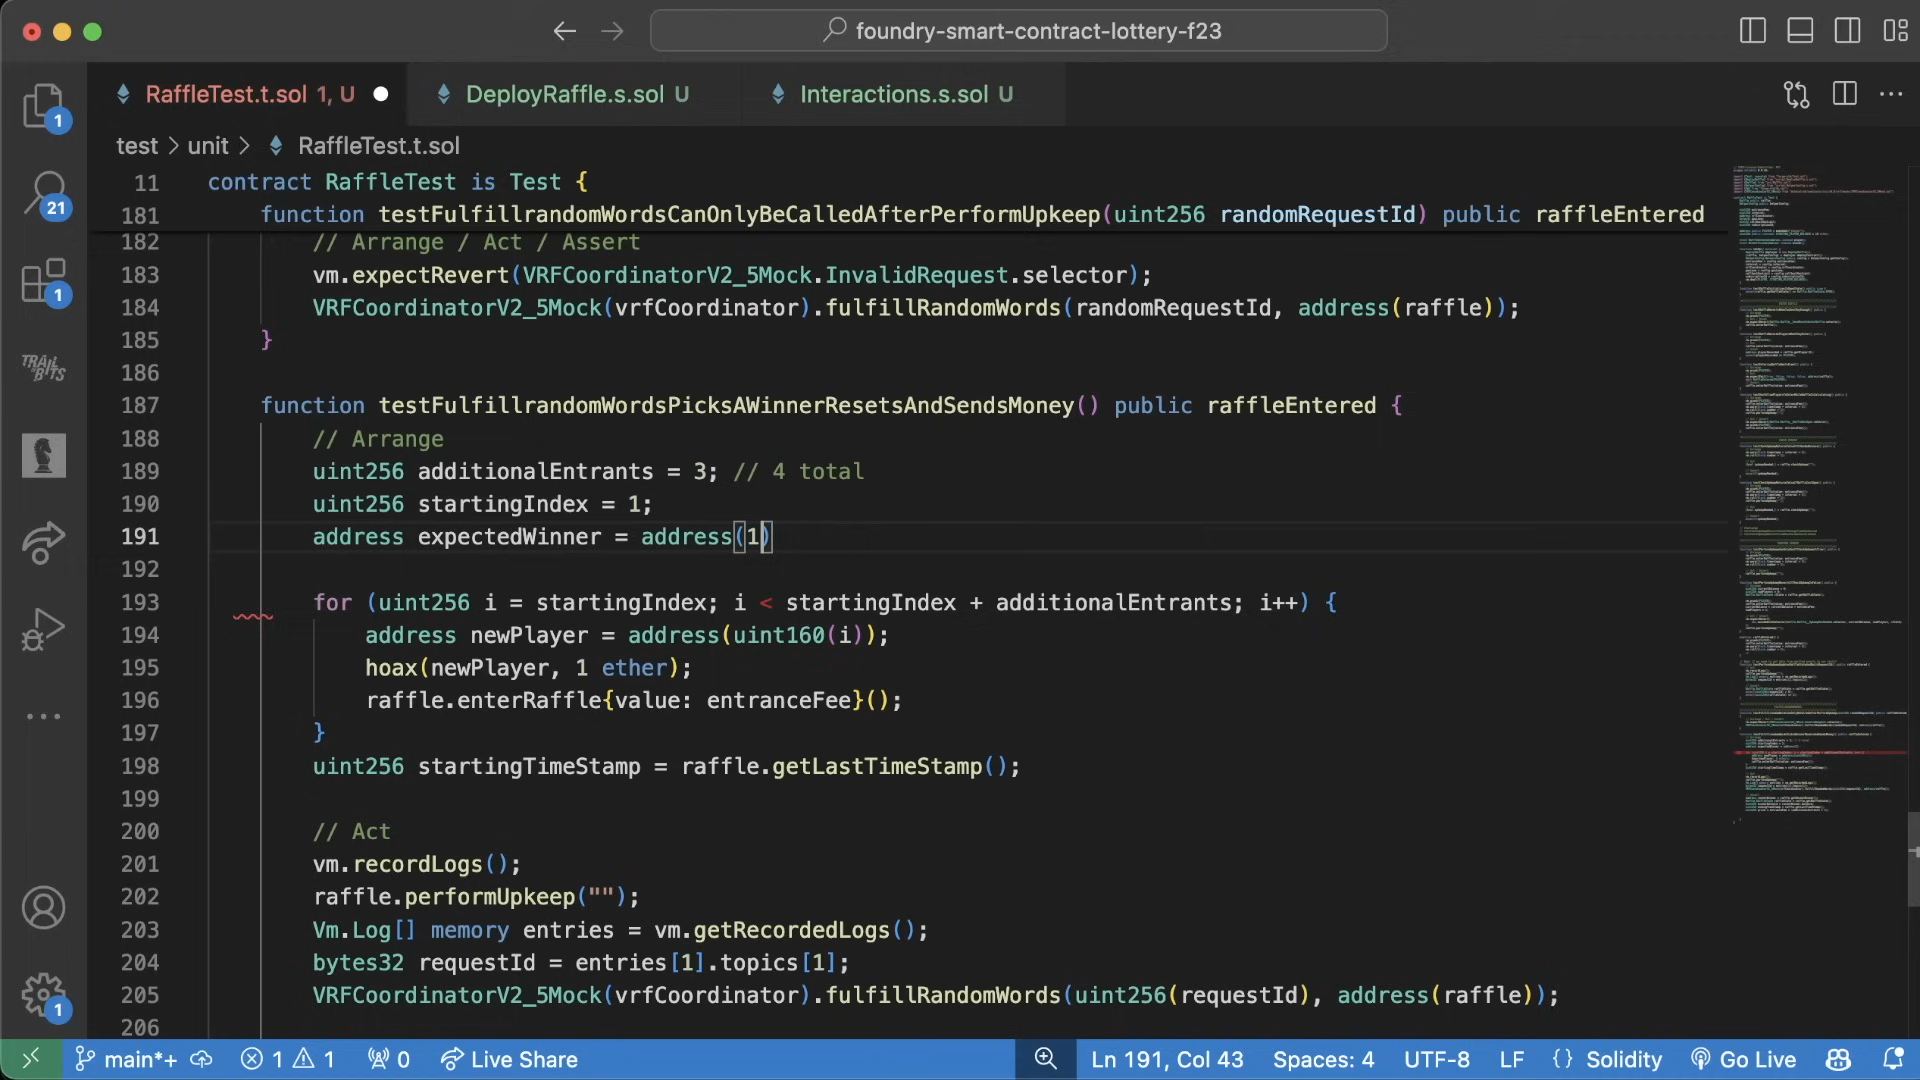 foundry-smart-contract-lottery-f23
RaffleTest.t.sol 1, U
DeployRaffle.s.sol U
Interactions.s.sol U
test > unit > RaffleTest.t.sol
1
21
1
TRAIL OF BITS
1
11 contract RaffleTest is Test {
181 function testFulfillrandomWordsCanOnlyBeCalledAfterPerformUpkeep(uint256 randomRequestId) public raffleEntered
182 // Arrange / Act / Assert
183 vm.expectRevert(VRFCoordinatorV2_5Mock.InvalidRequest.selector);
184 VRFCoordinatorV2_5Mock(vrfCoordinator).fulfillRandomWords(randomRequestId, address(raffle));
185 }
186
187 function testFulfillrandomWordsPicksAWinnerResetsAndSendsMoney() public raffleEntered {
188 // Arrange
189 uint256 additionalEntrants = 3; // 4 total
190 uint256 startingIndex = 1;
191 address expectedWinner = address(1)
192
193 for (uint256 i = startingIndex; i < startingIndex + additionalEntrants; i++) {
194 address newPlayer = address(uint160(i));
195 hoax(newPlayer, 1 ether);
196 raffle.enterRaffle{value: entranceFee}();
197 }
198 uint256 startingTimeStamp = raffle.getLastTimeStamp();
199
200 // Act
201 vm.recordLogs();
202 raffle.performUpkeep("");
203 Vm.Log[] memory entries = vm.getRecordedLogs();
204 bytes32 requestId = entries[1].topics[1];
205 VRFCoordinatorV2_5Mock(vrfCoordinator).fulfillRandomWords(uint256(requestId), address(raffle));
206
main*+ 1 1 0 Live Share Ln 191, Col 43 Spaces: 4 UTF-8 LF {} Solidity Go Live